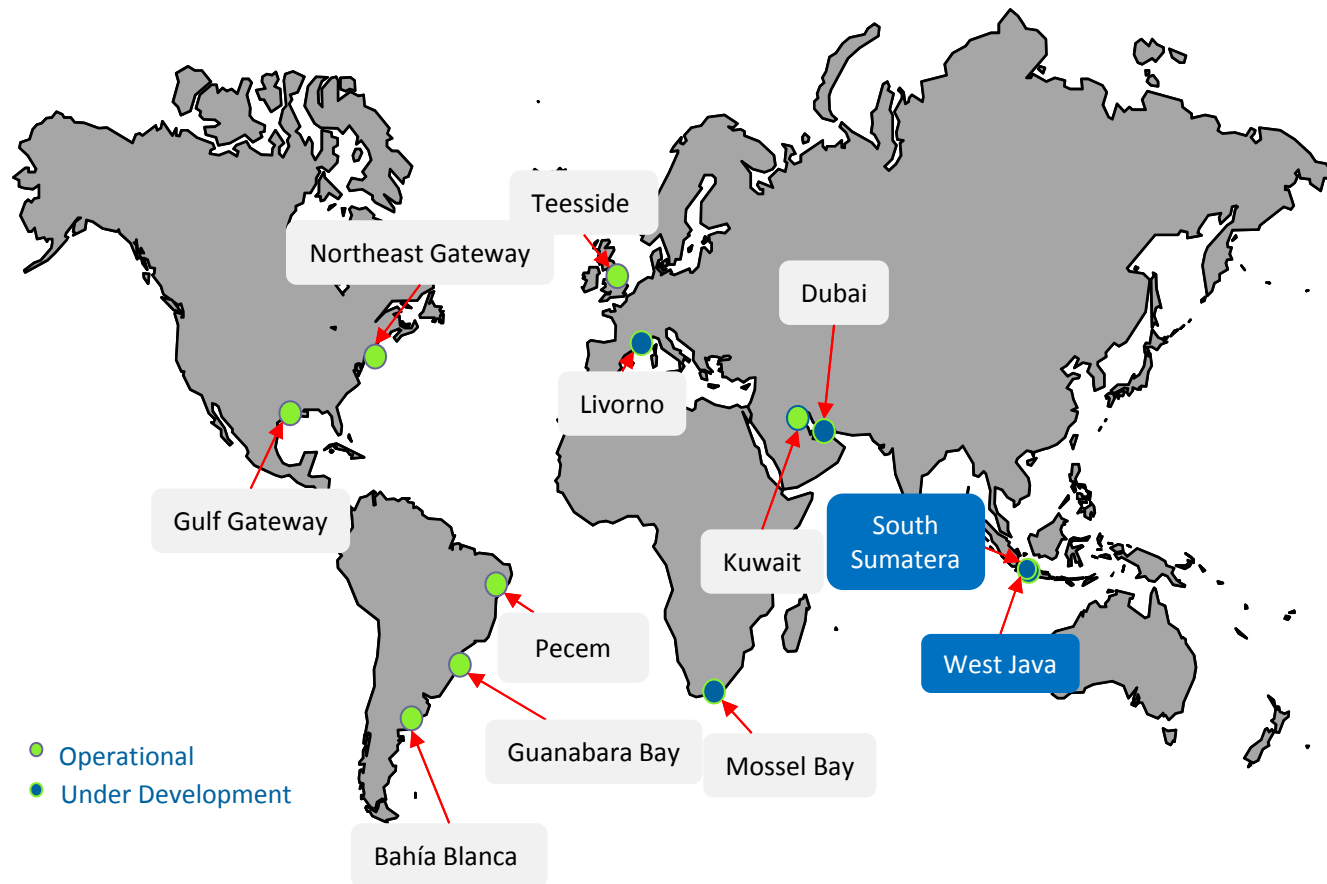 Teesside
Northeast Gateway
Dubai
Livorno
Gulf Gateway
Kuwait
South
Sumatera
Pecem
West Java
Guanabara Bay
Mossel Bay
Operational
Under Development
Bahía Blanca